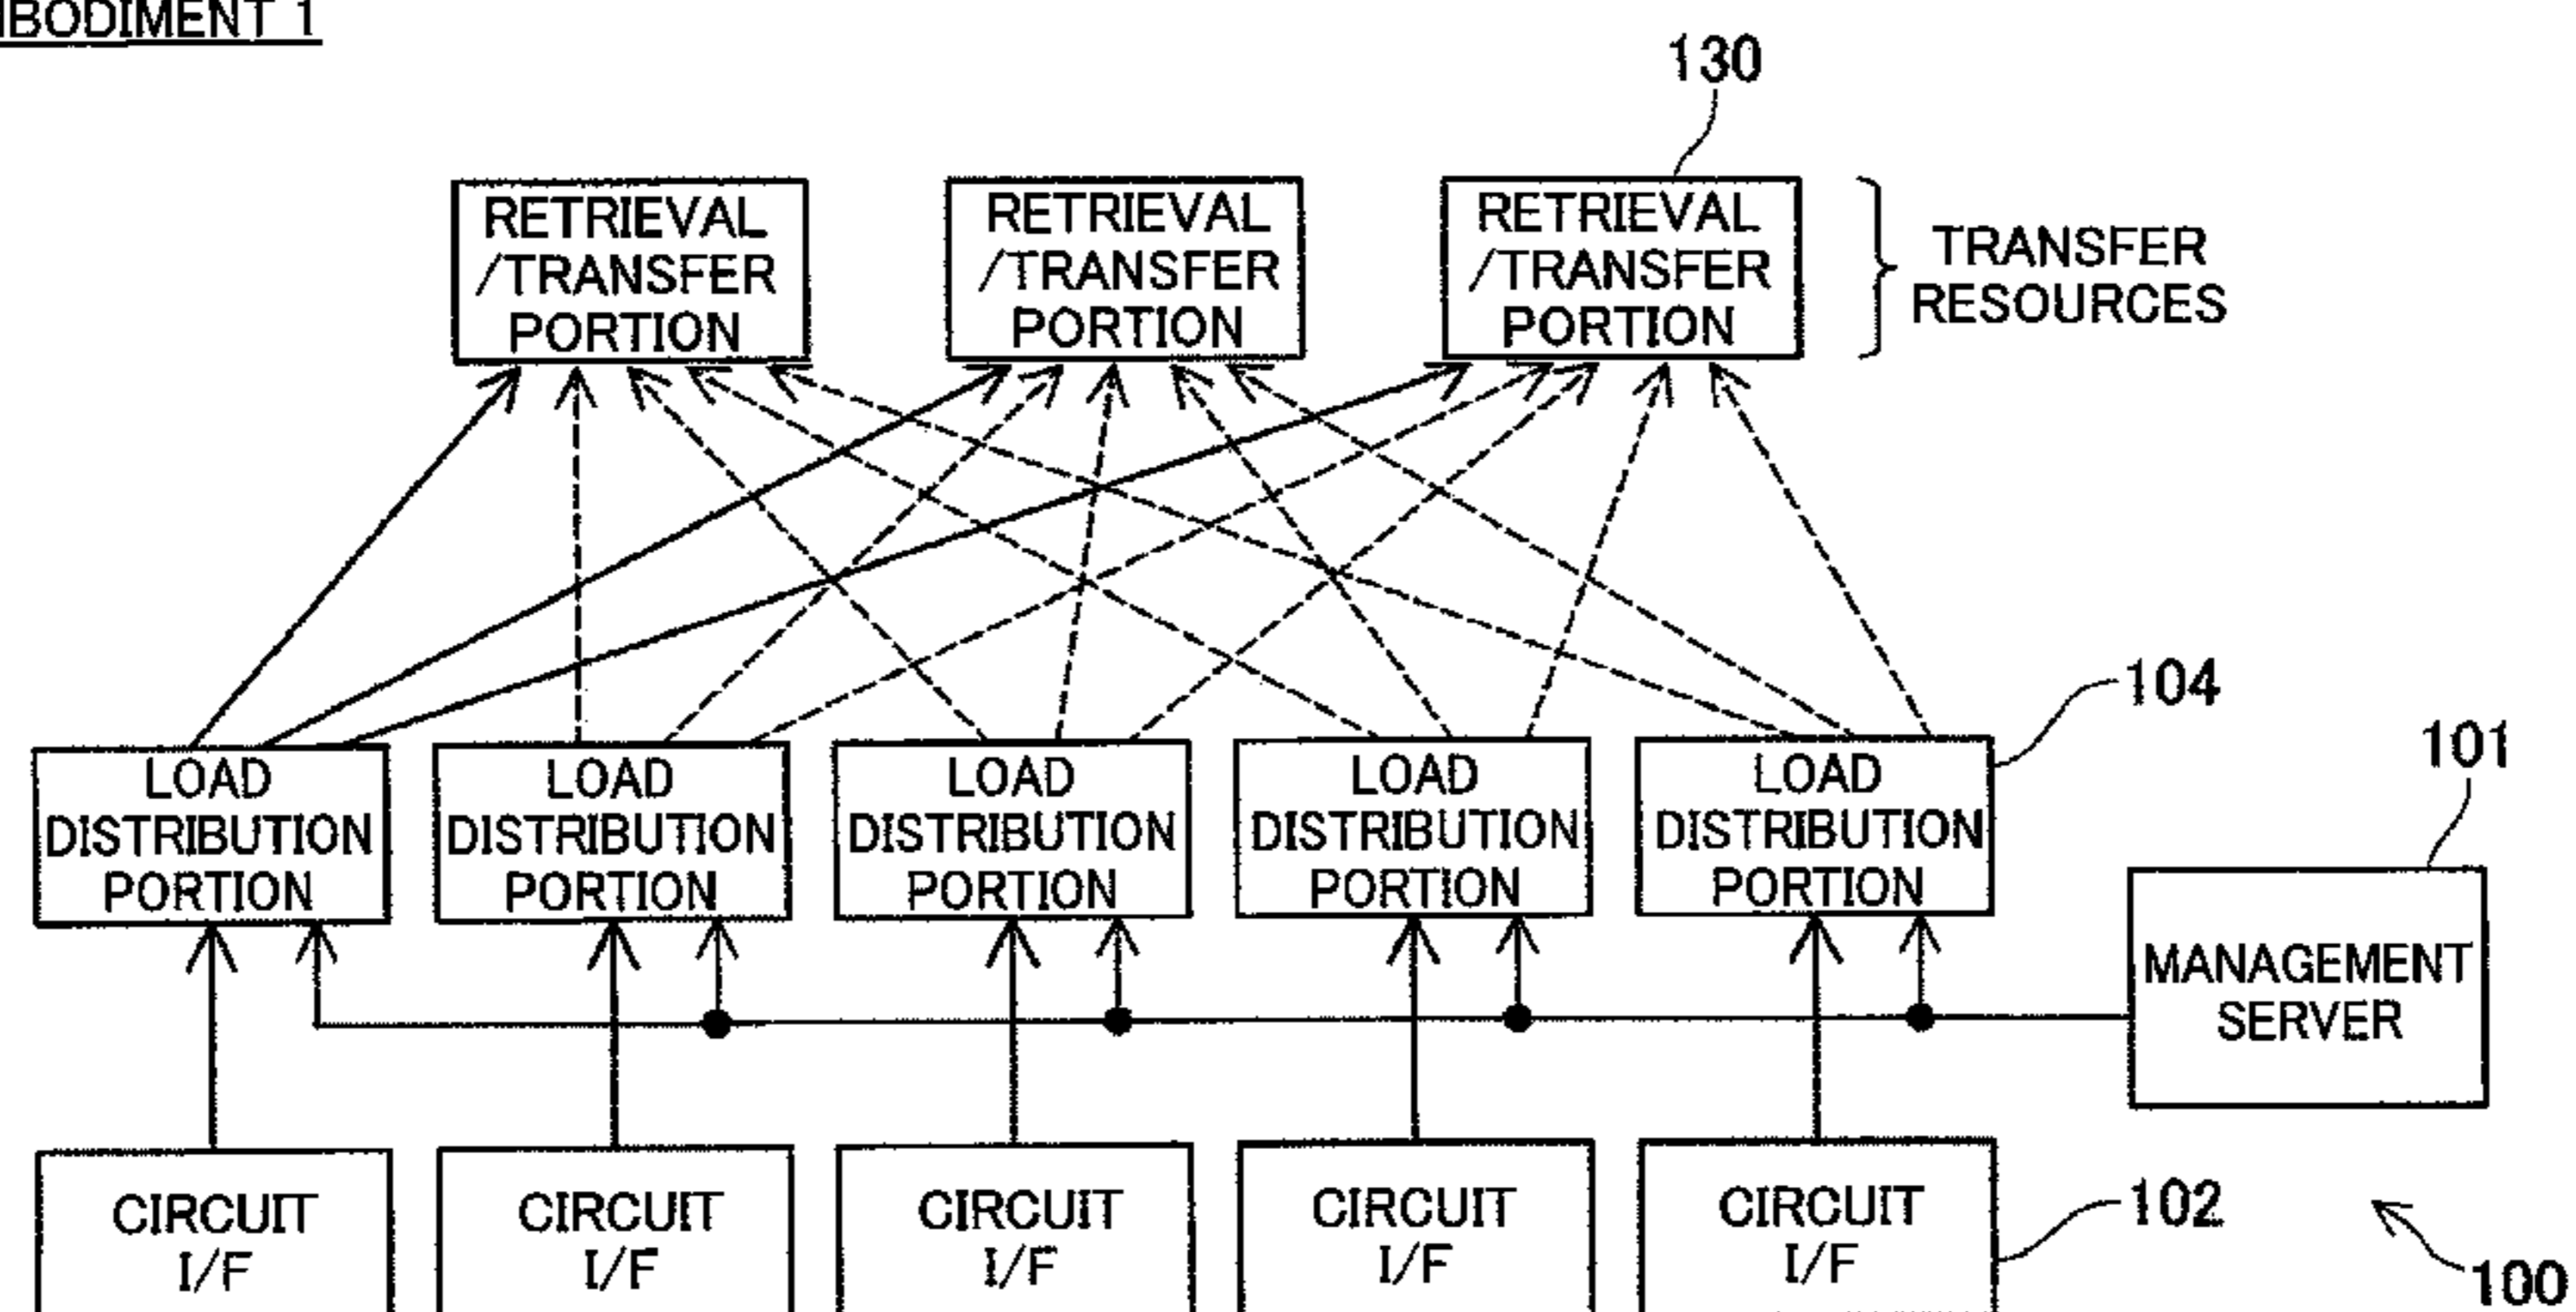 MBODIMENT 1
130
RETRIEVAL
/TRANSFER
PORTION
RETRIEVAL
/TRANSFER
PORTION
RETRIEVAL
/TRANSFER
PORTION
TRANSFER
RESOURCES
104
101
LOAD
DISTRIBUTION
PORTION
LOAD
DISTRIBUTION
PORTION
LOAD
DISTRIBUTION
PORTION
LOAD
DISTRIBUTION
PORTION
LOAD
DISTRIBUTION
PORTION
MANAGEMENT
SERVER
CIRCUIT
I/F
CIRCUIT
I/F
CIRCUIT
I/F
CIRCUIT
I/F
CIRCUIT
I/F
102
100